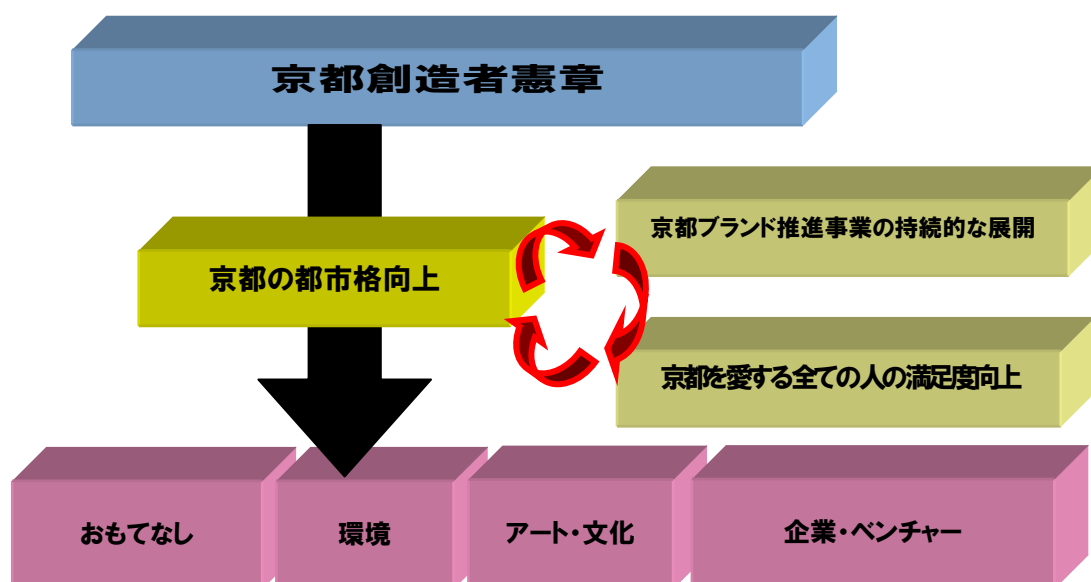 京都創造者憲章
京都ブランド推進事業の持続的な展開
京都の都市格向上
京都を愛する全ての人の満足度向上
おもてなし
環境
アート・文化
企業・ベンチャー